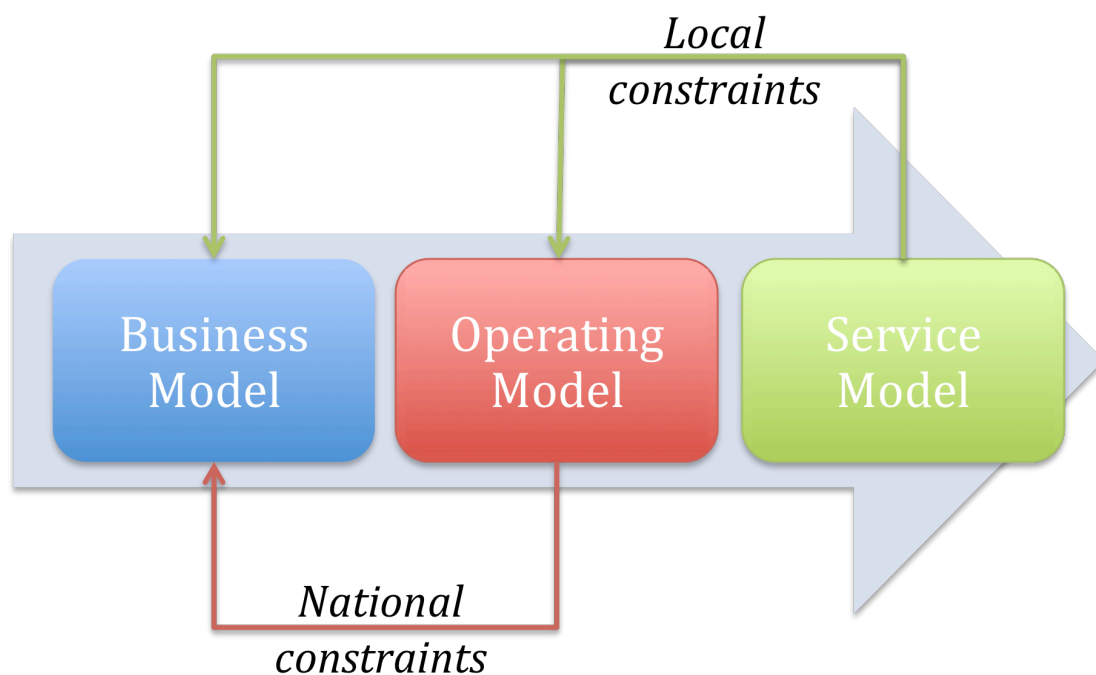 Local
constraints
Business
Model
Operating
Model
Service
Model
National
constraints